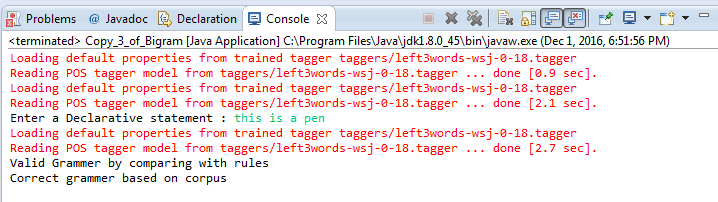 Problems @ Javadoc Declaration Console
<terminated> Copy_3_of_Bigram [Java Application] C:\Program Files\Java\jdk1.8.0_45\bin\javaw.exe (Dec 1, 2016, 6:51:56 PM)
Loading default properties from trained tagger taggers/left3words-wsj-0-18.tagger
Reading POS tagger model from taggers/left3words-wsj-0-18.tagger ... done [0.9 sec].
Loading default properties from trained tagger taggers/left3words-wsj-0-18.tagger
Reading POS tagger model from taggers/left3words-wsj-0-18.tagger ... done [2.1 sec].
Enter a Declarative statement : this is a pen
Loading default properties from trained tagger taggers/left3words-wsj-0-18.tagger
Reading POS tagger model from taggers/left3words-wsj-0-18.tagger ... done [2.7 sec].
Valid Grammer by comparing with rules
Correct grammer based on corpus